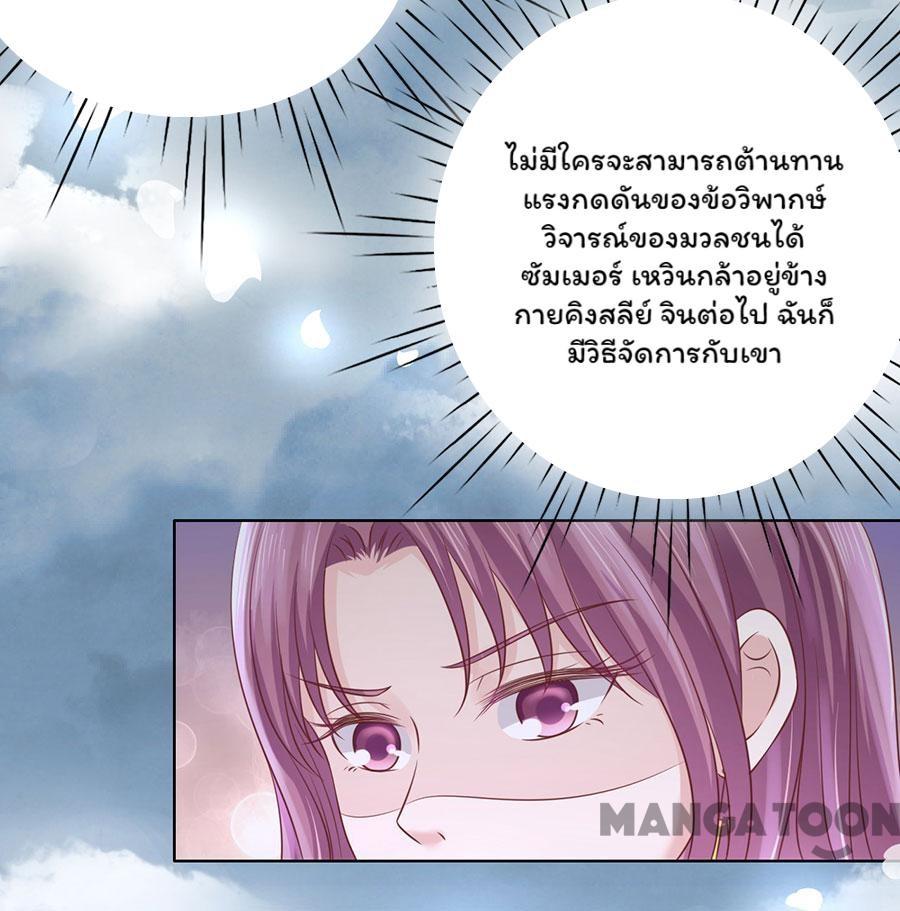 ไม่มีใครจะสามารถต้านทาน
แรงกดดันของข้อวิพากษ์
วิจารณ์ของมวลชนได้
ซัมเมอร์ เหวินกล้าอยู่ข้าง
กายคิงสลีย์ จินต่อไป ฉันก็
มีวิธีจัดการกับเขา
MANGATOON